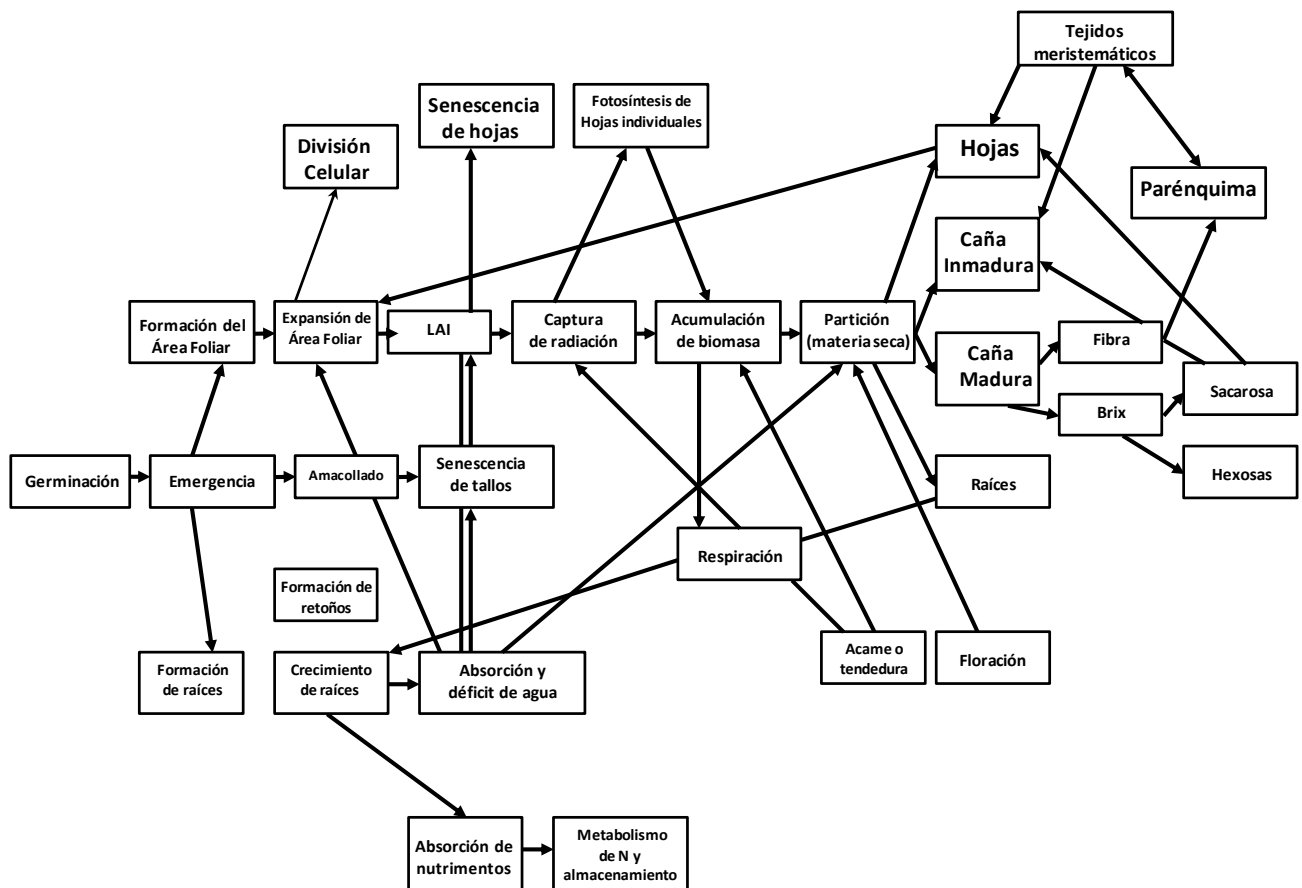 Tejidos
meristemáticos
Senescencia
de hojas
Fotosíntesis de
Hojas individuales
División
Celular
Hojas
Parénquima
Caña
Inmadura
Formación del
Área Foliar
Expansión de
Área Foliar
LAI
Captura
de radiación
Acumulación
de biomasa
Partición
(materia seca)
Caña
Madura
Fibra
Sacarosa
Brix
Germinación
Emergencia
Amacollado
Senescencia
de tallos
Raíces
Hexosas
Respiración
Formación de
retoños
Formación
de raíces
Crecimiento
de raíces
Absorción y
déficit de agua
Acame o
tendedura
Floración
Absorción de
nutrimentos
Metabolismo
de N y
almacenamiento